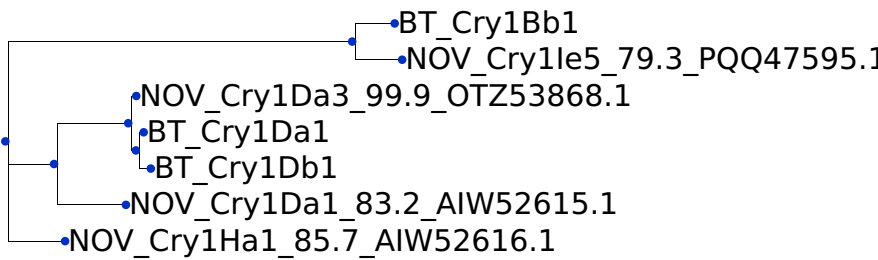 BT_Cry1Bb1
NOV_Cry1Ie5_79.3_PQQ47595.1
NOV_Cry1Da3_99.9_OTZ53868.1
BT_Cry1Da1
BT_Cry1Db1
NOV_Cry1Da1_83.2_AIW52615.1
NOV_Cry1Ha1_85.7_AIW52616.1